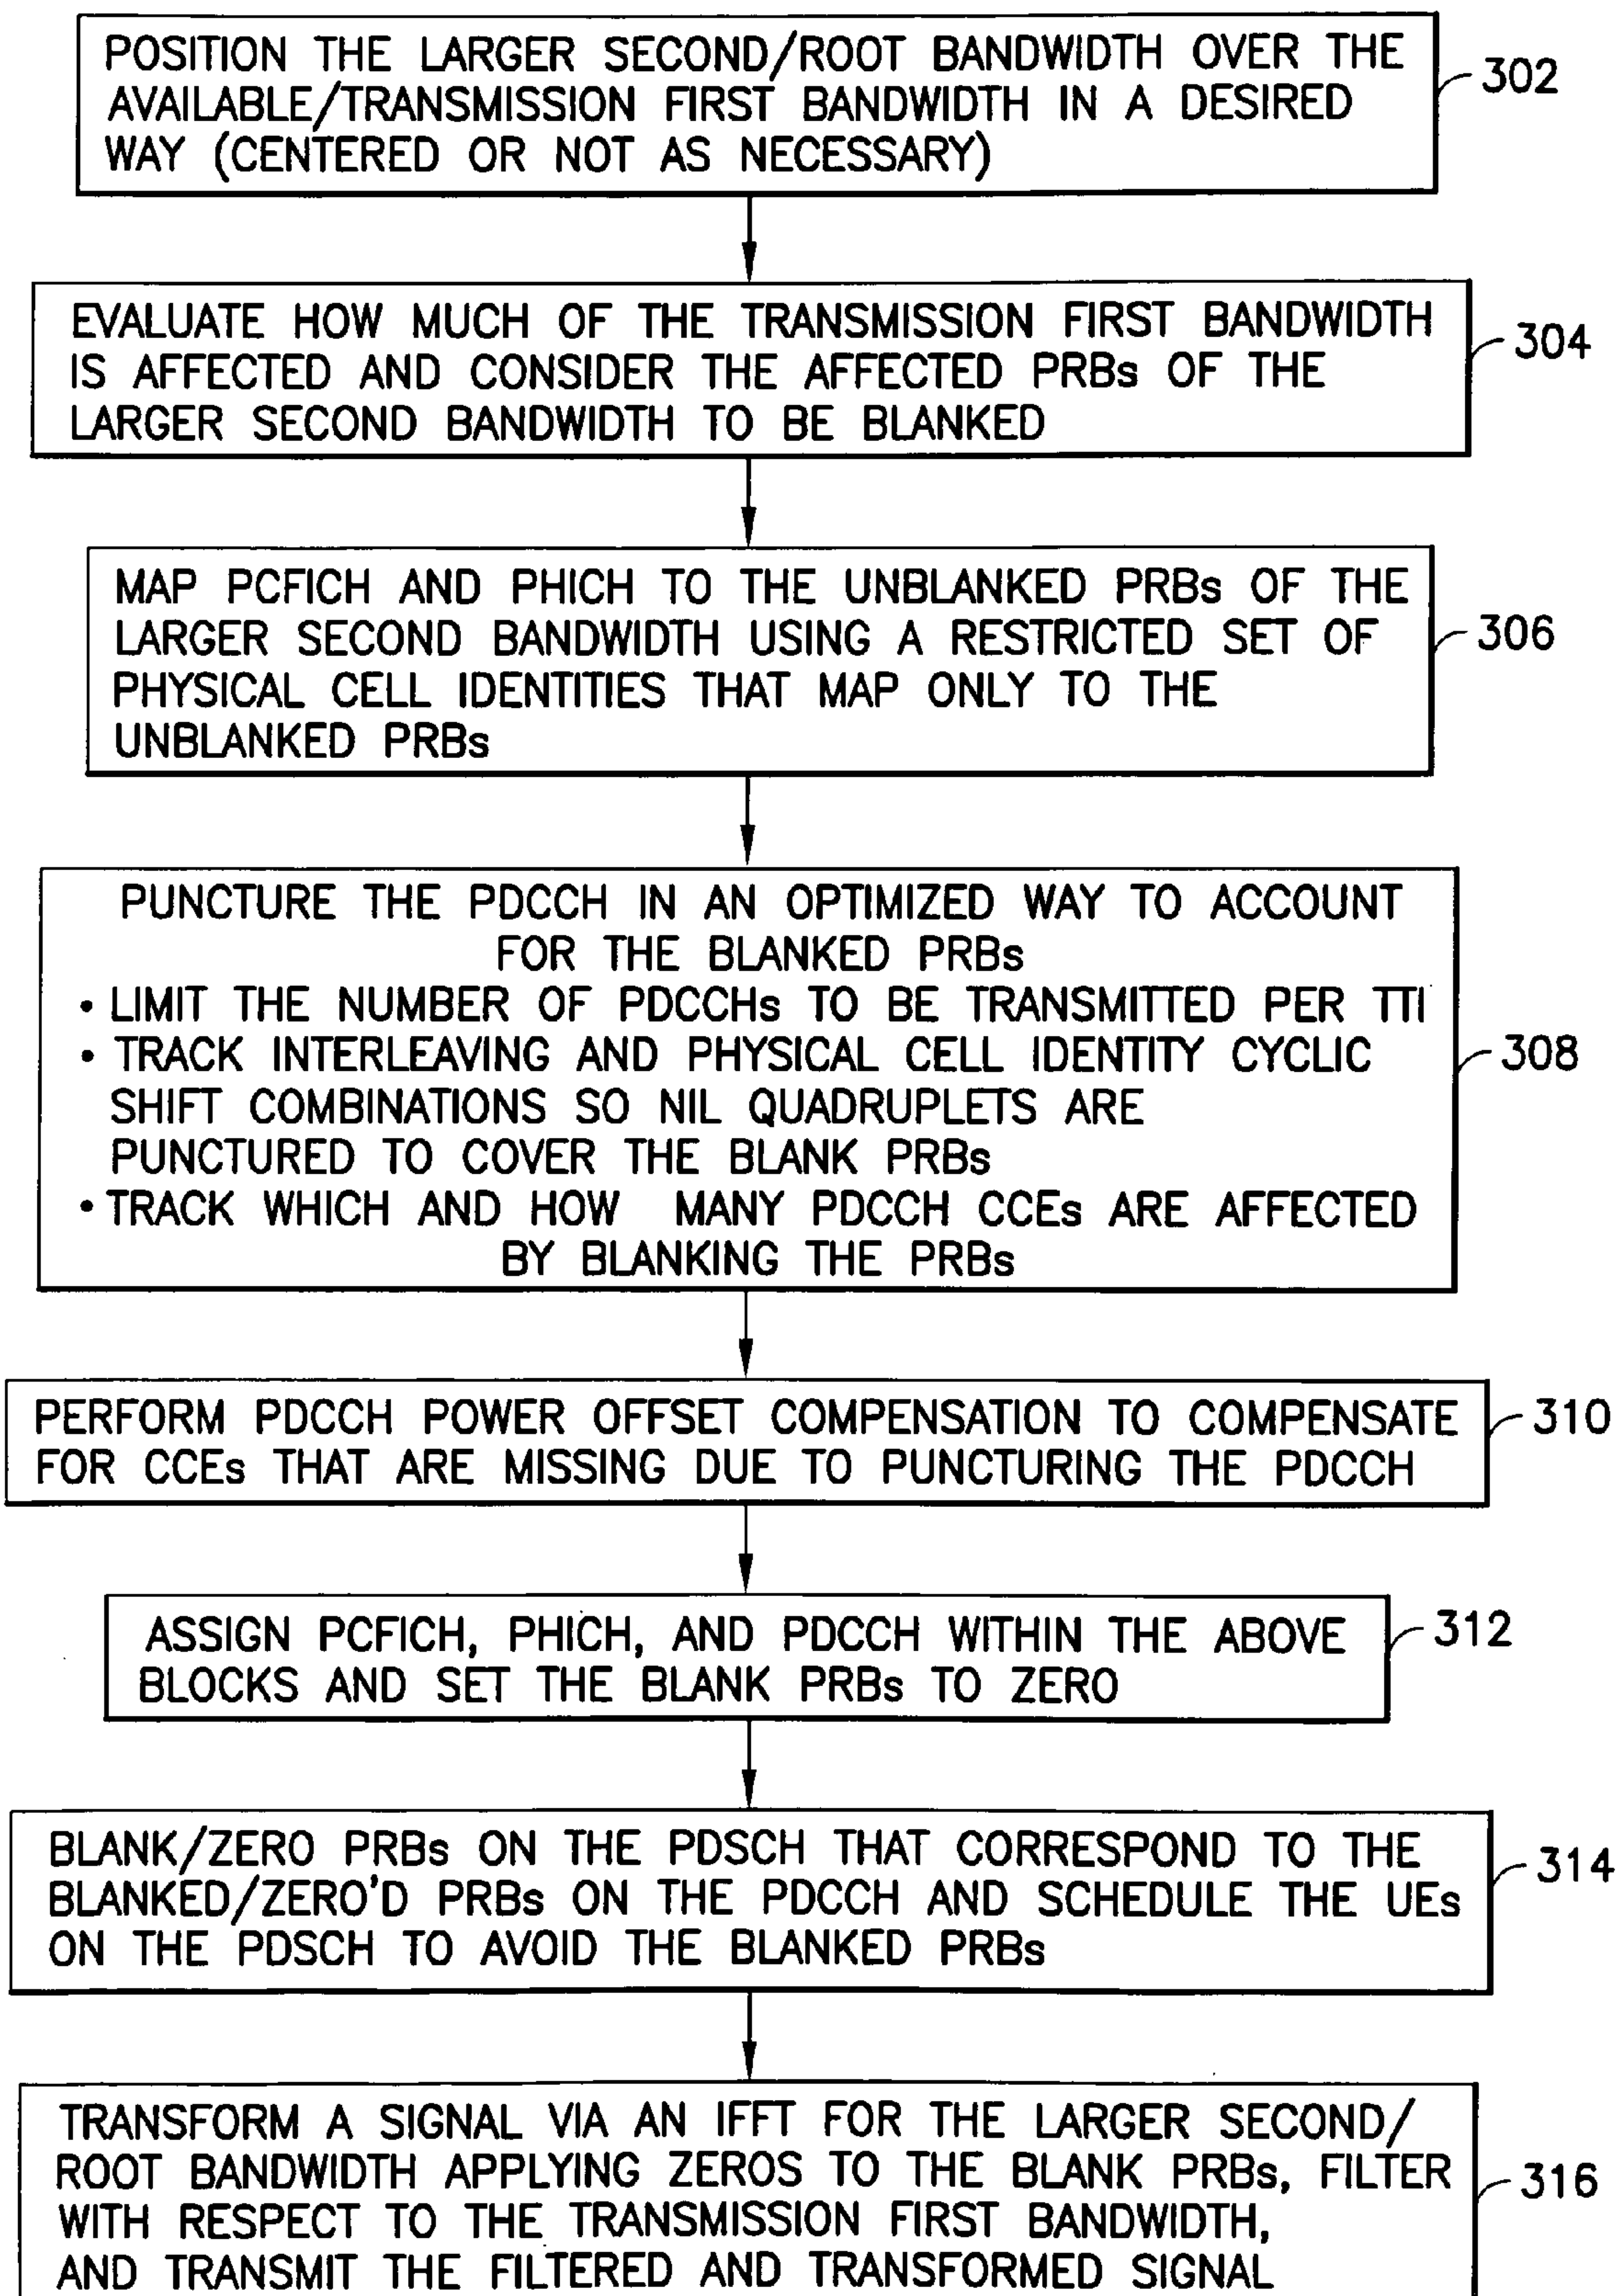 POSITION THE LARGER SECOND/ROOT BANDWIDTH OVER THE
AVAILABLE/TRANSMISSION FIRST BANDWIDTH IN A DESIRED
WAY (CENTERED OR NOT AS NECESSARY)
302
EVALUATE HOW MUCH OF THE TRANSMISSION FIRST BANDWIDTH
IS AFFECTED AND CONSIDER THE AFFECTED PRBs OF THE
LARGER SECOND BANDWIDTH TO BE BLANKED
304
MAP PCFICH AND PHICH TO THE UNBLANKED PRBs OF THE
LARGER SECOND BANDWIDTH USING A RESTRICTED SET OF
PHYSICAL CELL IDENTITIES THAT MAP ONLY TO THE
UNBLANKED PRBs
306
PUNCTURE THE PDCCH IN AN OPTIMIZED WAY TO ACCOUNT
FOR THE BLANKED PRBs
• LIMIT THE NUMBER OF PDCCHs TO BE TRANSMITTED PER TTI
• TRACK INTERLEAVING AND PHYSICAL CELL IDENTITY CYCLIC
SHIFT COMBINATIONS SO NIL QUADRUPLETS ARE
PUNCTURED TO COVER THE BLANK PRBs
• TRACK WHICH AND HOW MANY PDCCH CCEs ARE AFFECTED
BY BLANKING THE PRBs
308
PERFORM PDCCH POWER OFFSET COMPENSATION TO COMPENSATE
FOR CCEs THAT ARE MISSING DUE TO PUNCTURING THE PDCCH
310
ASSIGN PCFICH, PHICH, AND PDCCH WITHIN THE ABOVE
BLOCKS AND SET THE BLANK PRBs TO ZERO
312
BLANK/ZERO PRBs ON THE PDSCH THAT CORRESPOND TO THE
BLANKED/ZERO'D PRBs ON THE PDCCH AND SCHEDULE THE UEs
ON THE PDSCH TO AVOID THE BLANKED PRBs
314
TRANSFORM A SIGNAL VIA AN IFFT FOR THE LARGER SECOND/
ROOT BANDWIDTH APPLYING ZEROS TO THE BLANK PRBs, FILTER
WITH RESPECT TO THE TRANSMISSION FIRST BANDWIDTH,
AND TRANSMIT THE FILTERED AND TRANSFORMED SIGNAL
316